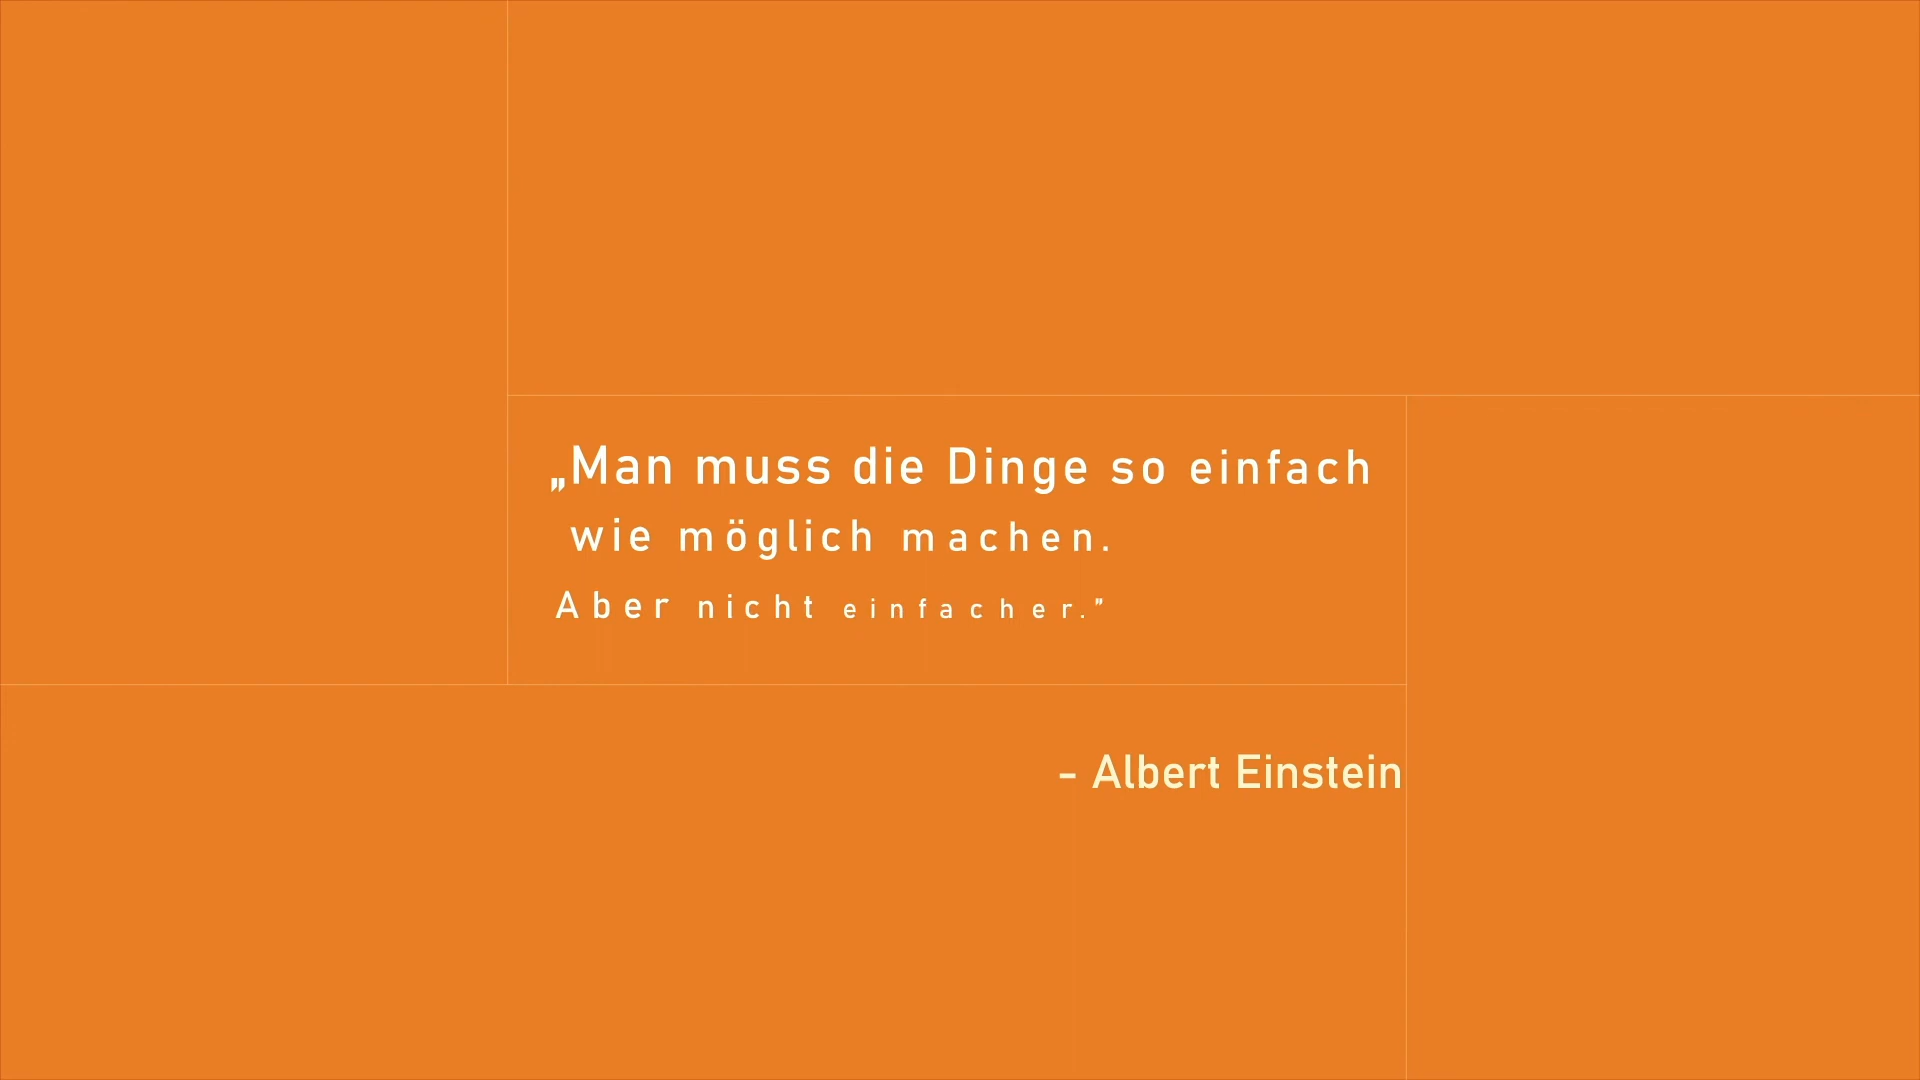 „Man muss die Dinge so einfach
wie möglich machen.
Aber nicht einfacher.”
- Albert Einstein